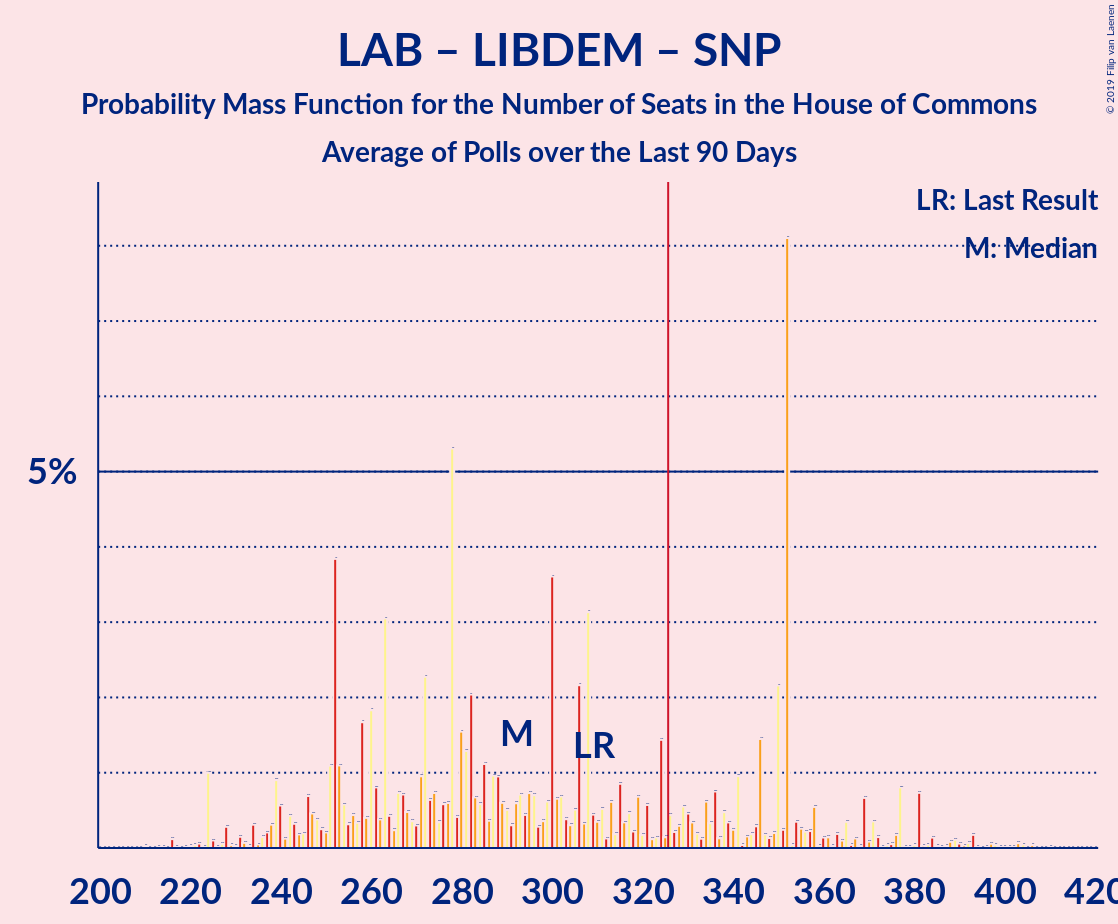 LAB – LIBDEM – SNP
Probability Mass Function for the Number of Seats in the House of Commons
Average of Polls over the Last 90 Days
© 2019 Filip van Laenen
LR: Last Result
M: Median
5%
M
LR
200 220 240 260 280 300 320 340 360 380 400 420